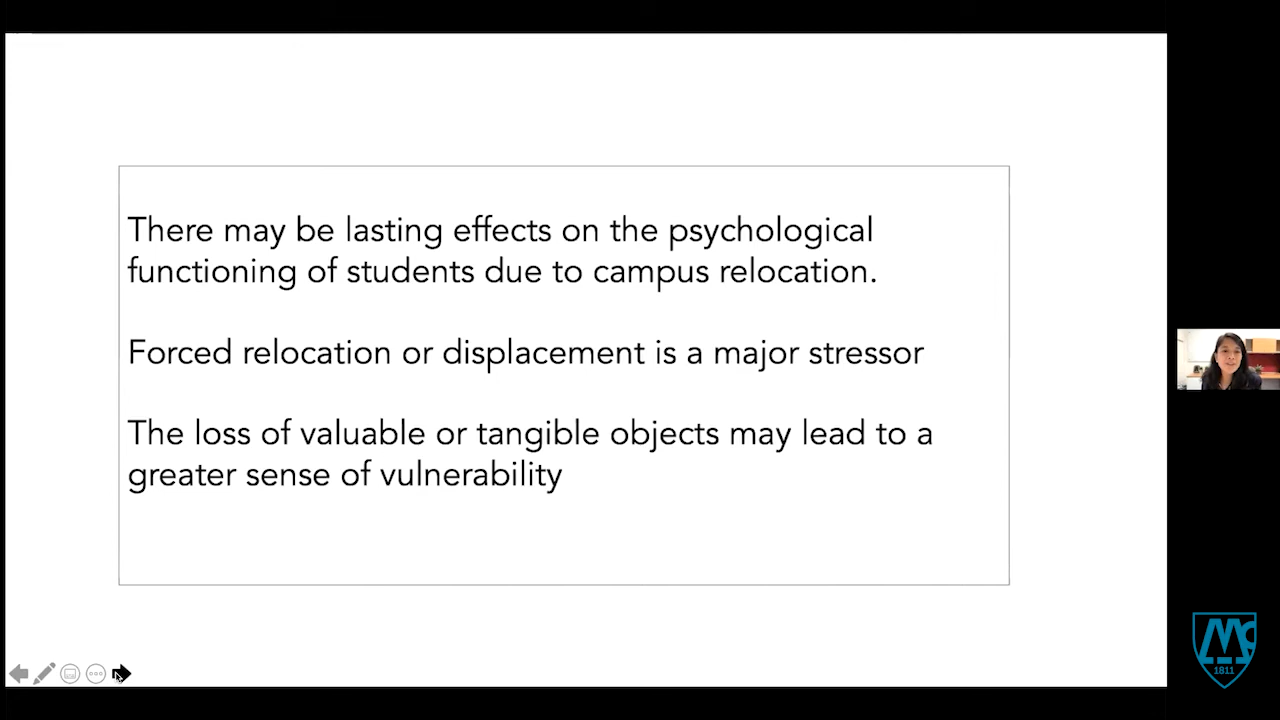 There may be lasting effects on the psychological
functioning of students due to campus relocation.
Forced relocation or displacement is a major stressor
The loss of valuable or tangible objects may lead to a
greater sense of vulnerability
Mc
1811